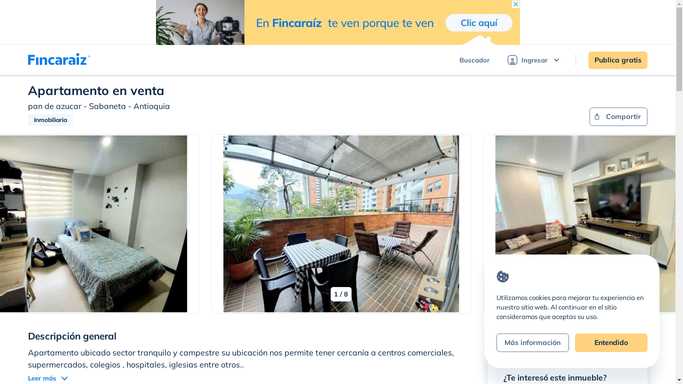 En Fincaraíz te ven porque te ven
Clic aquí
Fincaraíz
Buscador
Ingresar
Publica gratis
Apartamento en venta
pan de azucar - Sabaneta - Antioquia
Inmobiliaria
Compartir
1 / 8
Utilizamos cookies para mejorar tu experiencia en
nuestro sitio web. Al continuar en el sitio
consideramos que aceptas su uso.
Más información
Entendido
Descripción general
Apartamento ubicado sector tranquilo y campestre su ubicación nos permite tener cercanía a centros comerciales,
supermercados, colegios , hospitales, iglesias entre otros..
Leer más
¿Te interesó este inmueble?